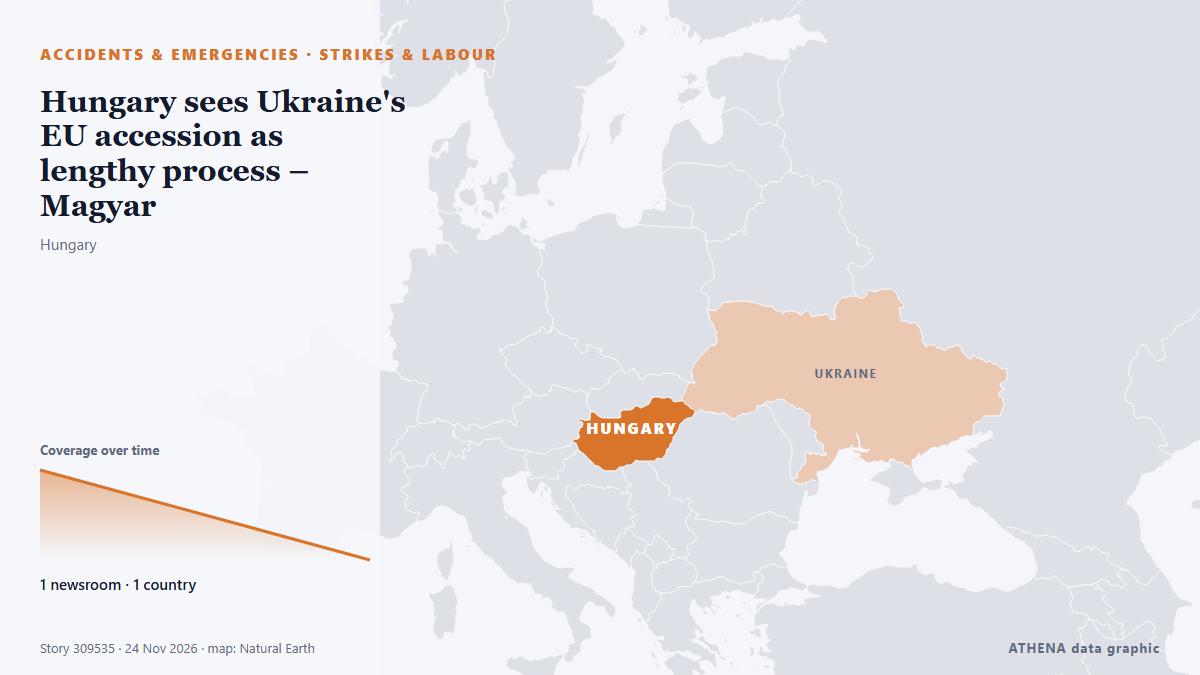 ACCIDENTS & EMERGENCIES · STRIKES & LABOUR
Hungary sees Ukraine's
EU accession as
lengthy process –
Magyar
Hungary
UKRAINE
HUNGARY
Coverage over time
1 newsroom · 1 country
Story 309535 · 24 Nov 2026 · map: Natural Earth
ATHENA data graphic